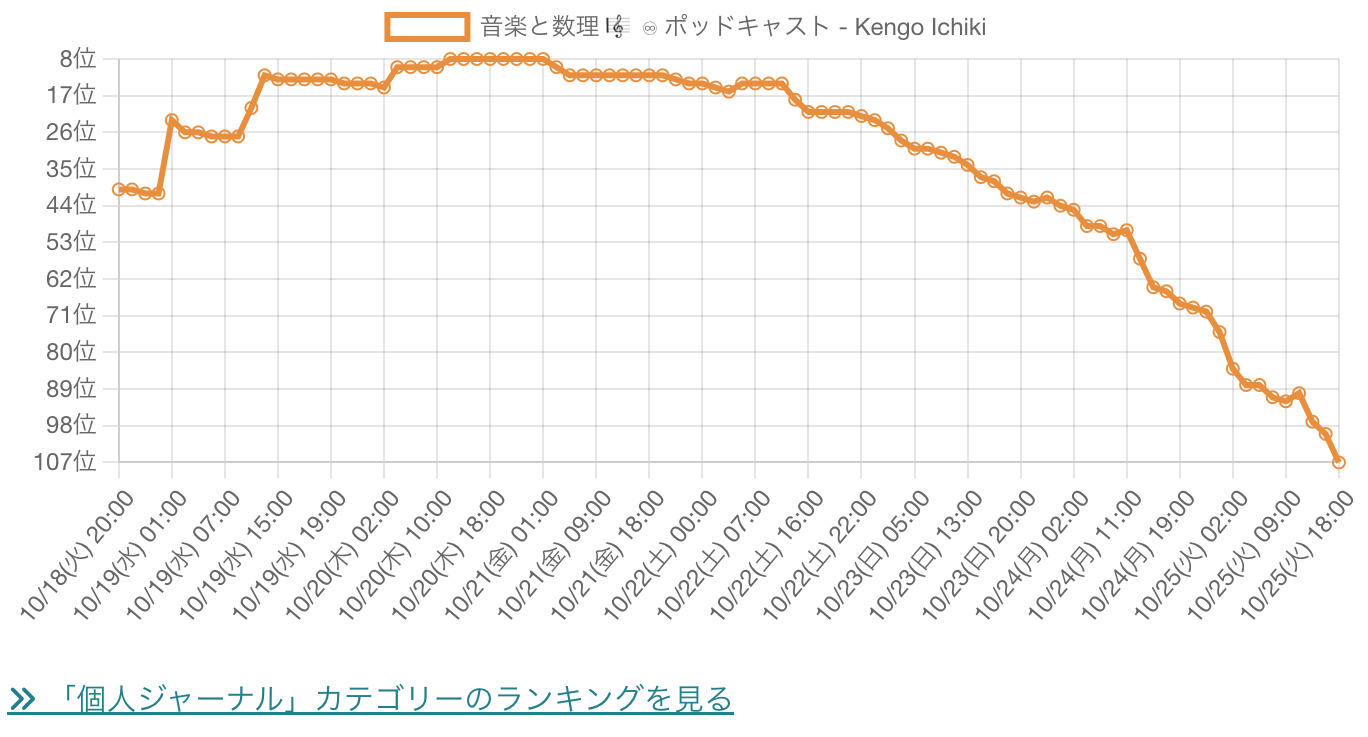 音楽と数理🎼 ♾ ポッドキャスト - Kengo Ichiki
8位
17位
26位
35位
44位
53位
62位
71位
80位
89位
98位
107位
10/18(火) 20:00
10/19(水) 01:00
10/19(水) 07:00
10/19(水) 15:00
10/19(水) 19:00
10/20(木) 02:00
10/20(木) 10:00
10/20(木) 18:00
10/21(金) 01:00
10/21(金) 09:00
10/21(金) 18:00
10/22(土) 00:00
10/22(土) 07:00
10/22(土) 16:00
10/22(土) 22:00
10/23(日) 05:00
10/23(日) 13:00
10/23(日) 20:00
10/24(月) 02:00
10/24(月) 11:00
10/24(月) 19:00
10/25(火) 02:00
10/25(火) 09:00
10/25(火) 18:00
「個人ジャーナル」カテゴリーのランキングを見る